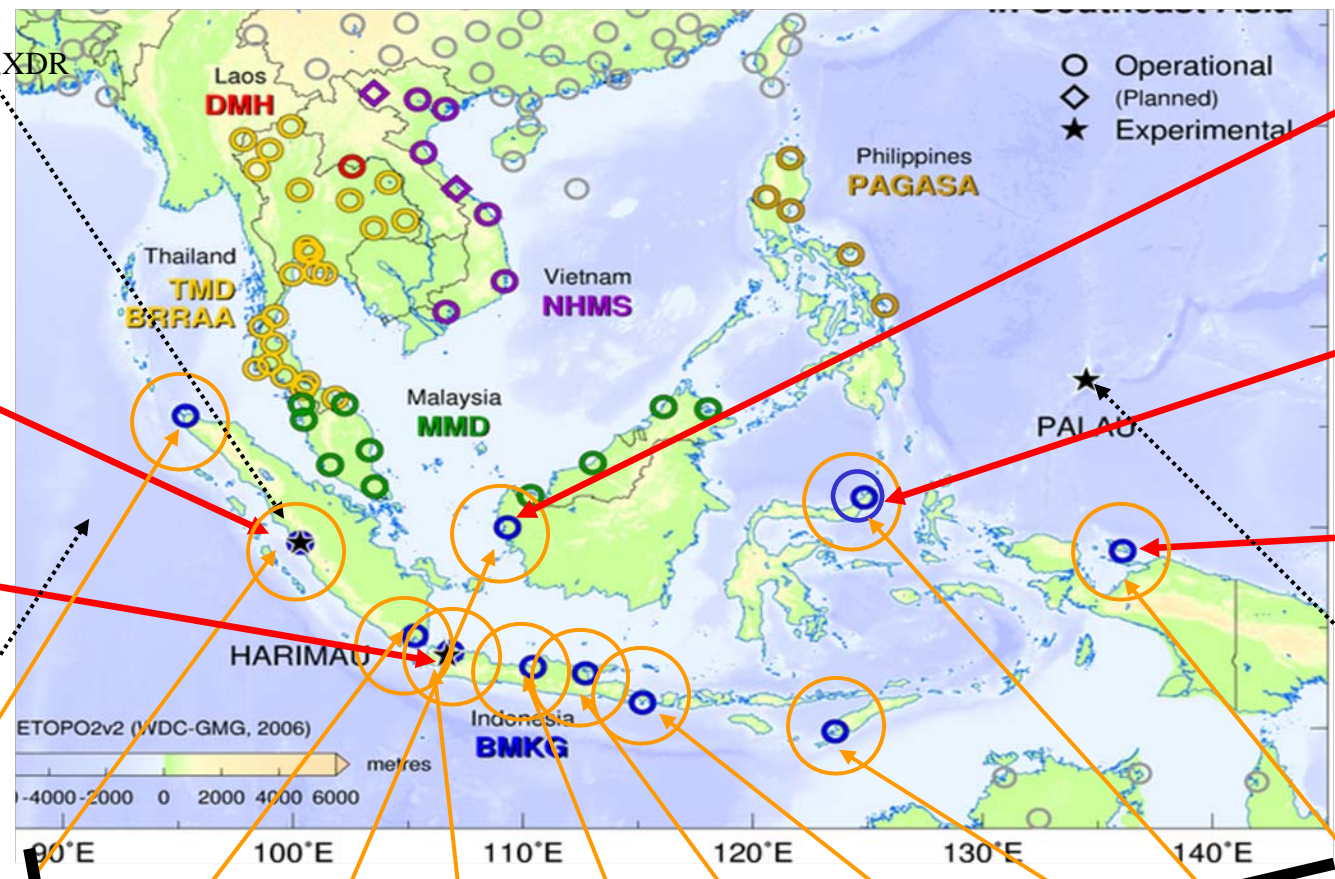 in Southeast Asia
XDR
Operational
(Planned)
Experimental
Laos
DMH
Philippines
PAGASA
Thailand
TMD
BRRAA
Vietnam
NHMS
Malaysia
MMD
PALAU
HARIMAU
Indonesia
BMKG
ETOPO2v2 (WDC-GMG, 2006)
metres
-4000 -2000 0 2000 4000 6000
90°E 100°E 110°E 120°E 130°E 140°E